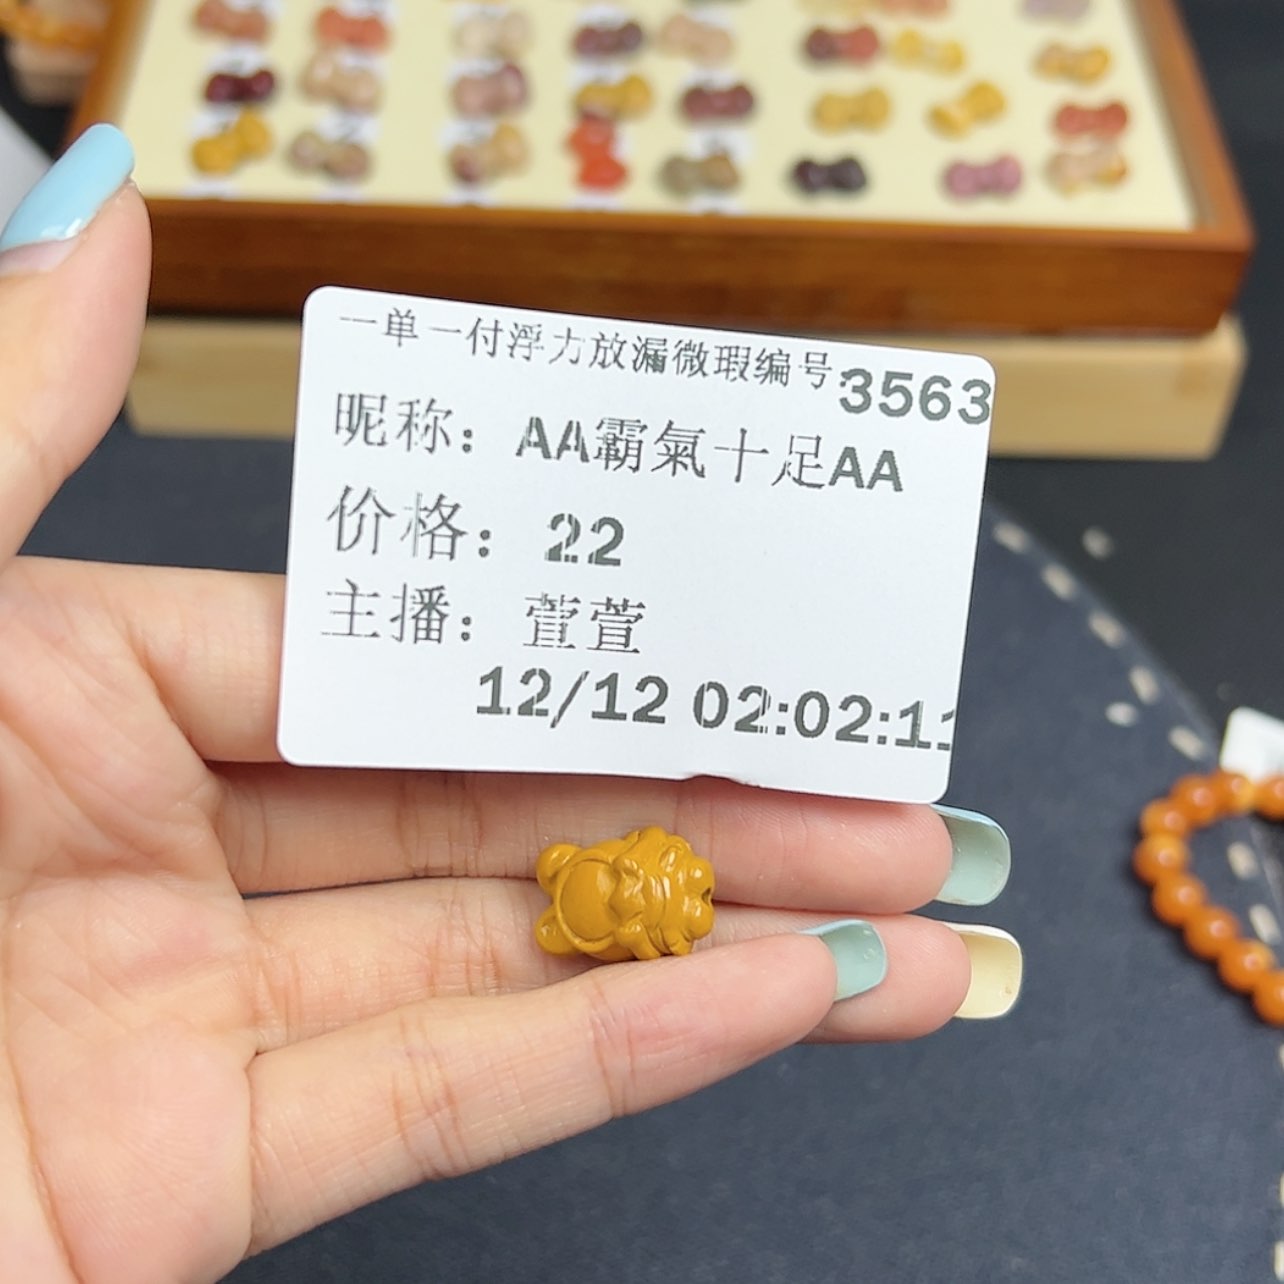 一单一付浮力放漏微瑕编号3563
昵称：AA霸氣十足AA
价格：22
主播：萱萱
12/12 02:02:11